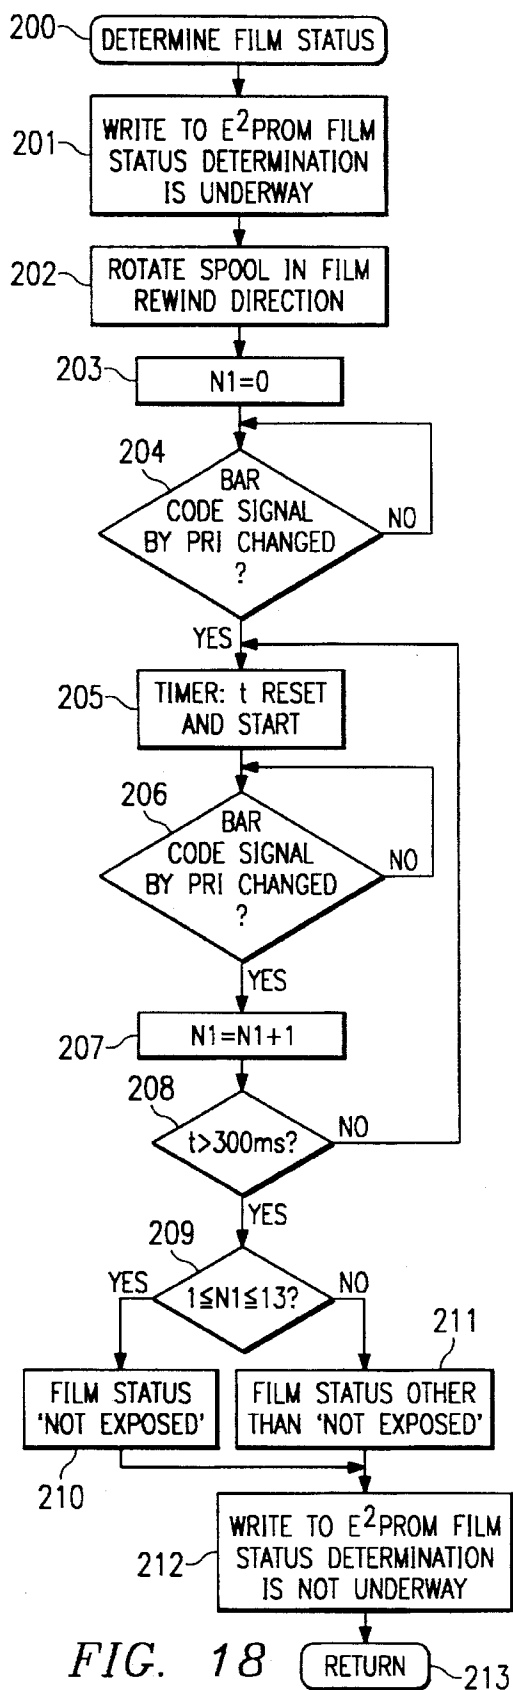 200
DETERMINE FILM STATUS
201
WRITE TO E²PROM FILM
STATUS DETERMINATION
IS UNDERWAY
202
ROTATE SPOOL IN FILM
REWIND DIRECTION
203
N1=0
204
BAR
CODE SIGNAL
BY PRI CHANGED
?
NO
YES
205
TIMER: t RESET
AND START
206
BAR
CODE SIGNAL
BY PRI CHANGED
?
NO
YES
207
N1=N1+1
208
t>300ms?
NO
YES
209
1≦N1≦13?
YES
NO
211
FILM STATUS
'NOT EXPOSED'
210
FILM STATUS OTHER
THAN 'NOT EXPOSED'
212
WRITE TO E²PROM FILM
STATUS DETERMINATION
IS NOT UNDERWAY
FIG. 18
RETURN
213